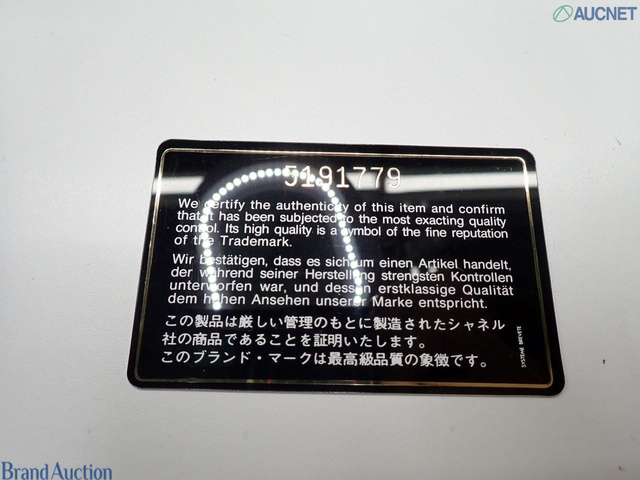 AUCNET
5191779
We certify the authenticity of this item and confirm
that it has been subjected to the most exacting quality
control. Its high quality is a symbol of the fine reputation
of the Trademark.
Wir bestätigen, dass es sich um einen Artikel handelt,
der während seiner Herstellung strengsten Kontrollen
unterworfen war, und dessen erstklassige Qualität
dem hohen Ansehen unserer Marke entspricht.
この製品は厳しい管理のもとに製造されたシャネル
社の商品であることを証明いたします。
このブランド・マークは最高級品質の象徴です。
SYSTEME BREVETE
Brand Auction